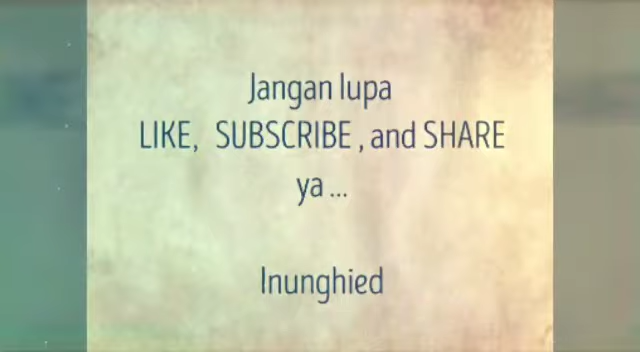 Jangan lupa
LIKE, SUBSCRIBE , and SHARE
ya ...
Inunghied